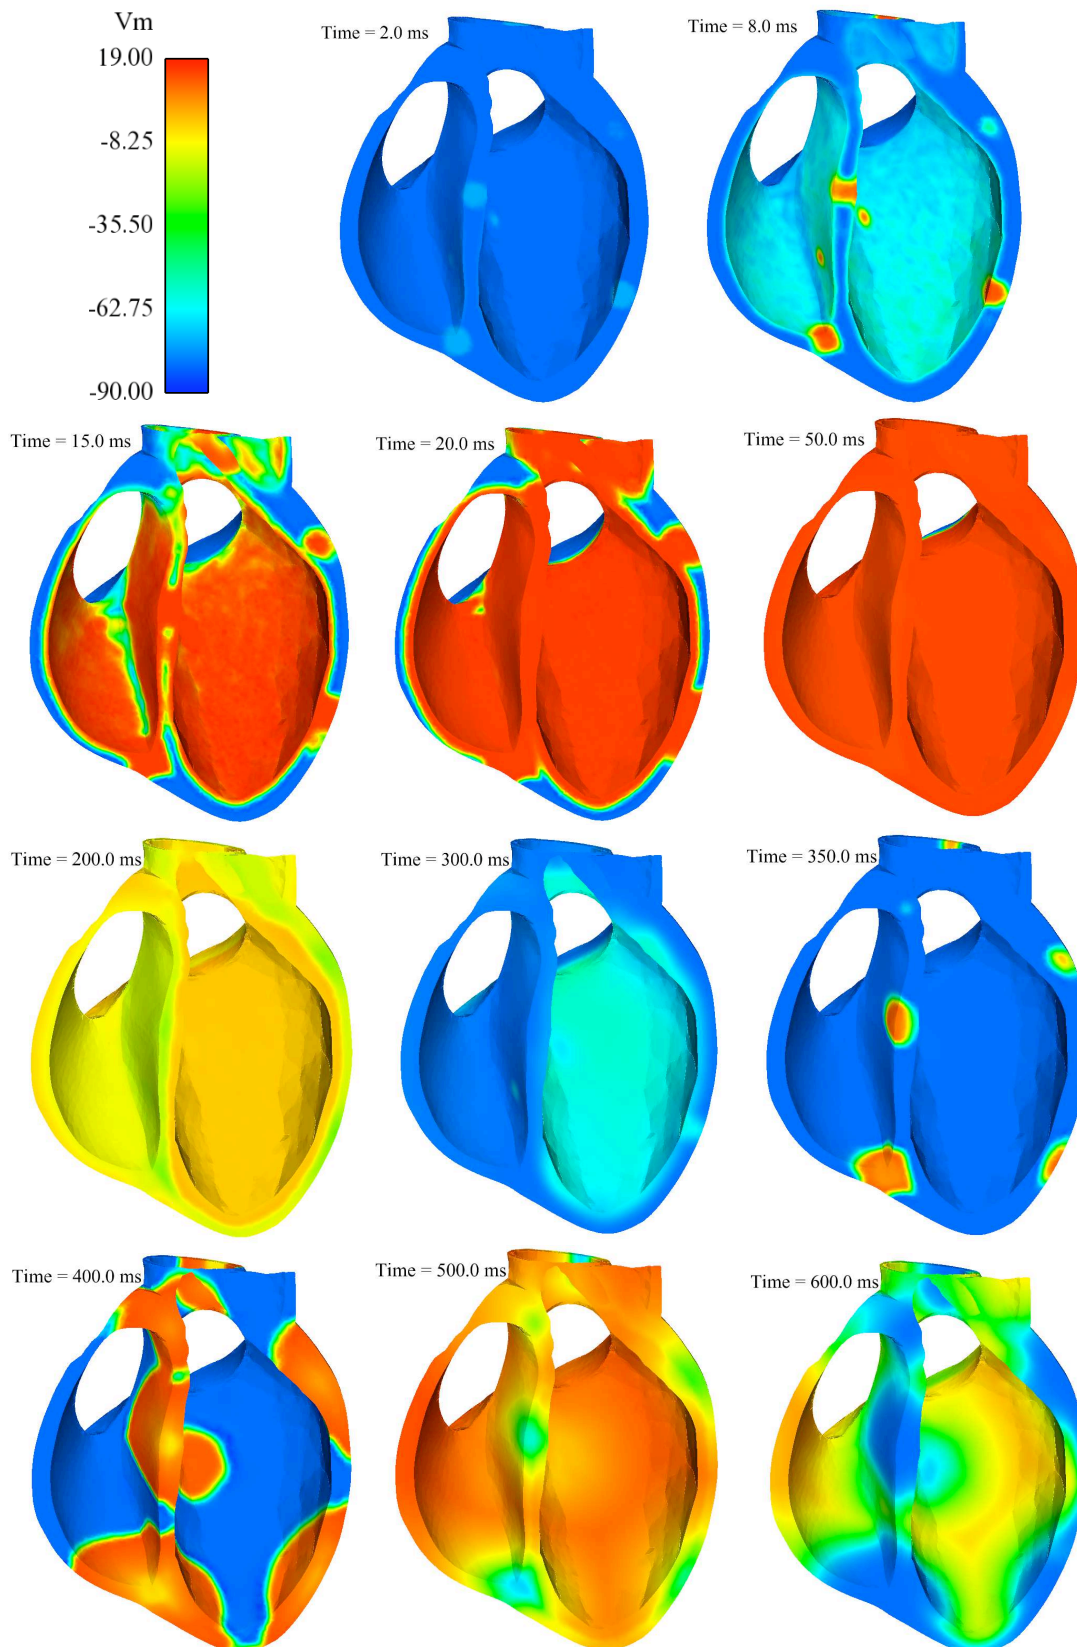 Vm
19.00
-8.25
-35.50
-62.75
-90.00
Time = 2.0 ms
Time = 8.0 ms
Time = 15.0 ms
Time = 20.0 ms
Time = 50.0 ms
Time = 200.0 ms
Time = 300.0 ms
Time = 350.0 ms
Time = 400.0 ms
Time = 500.0 ms
Time = 600.0 ms